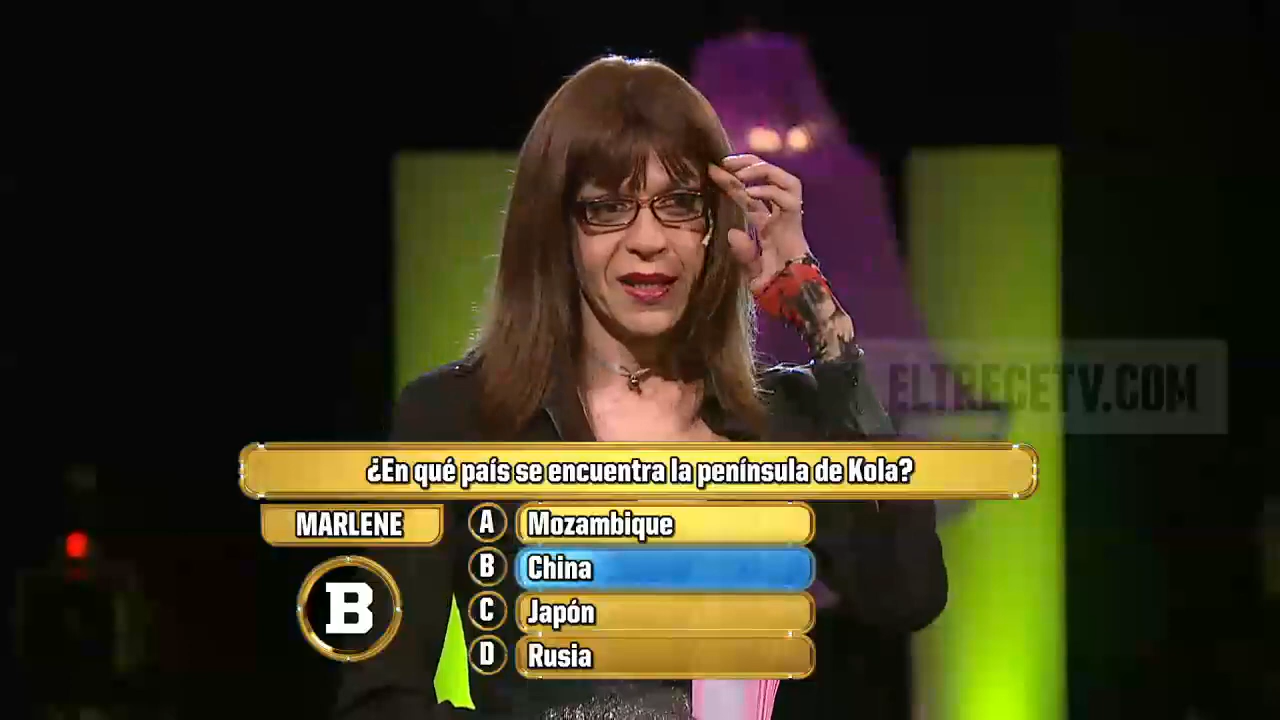 ELTRECETV.COM
¿En qué país se encuentra la península de Kola?
MARLENE
A Mozambique
B China
C Japón
D Rusia
B